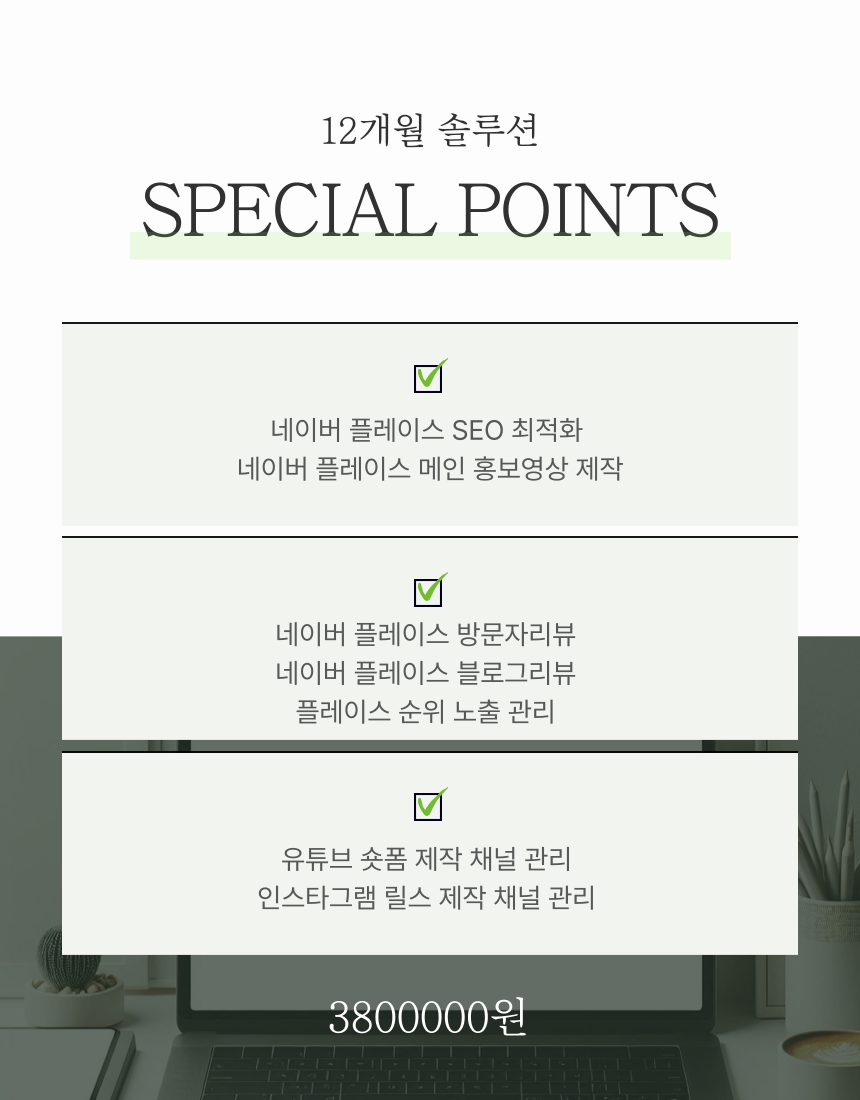 12개월 솔루션
SPECIAL POINTS
네이버 플레이스 SEO 최적화
네이버 플레이스 메인 홍보영상 제작
네이버 플레이스 방문자리뷰
네이버 플레이스 블로그리뷰
플레이스 순위 노출 관리
유튜브 숏폼 제작 채널 관리
인스타그램 릴스 제작 채널 관리
3800000원